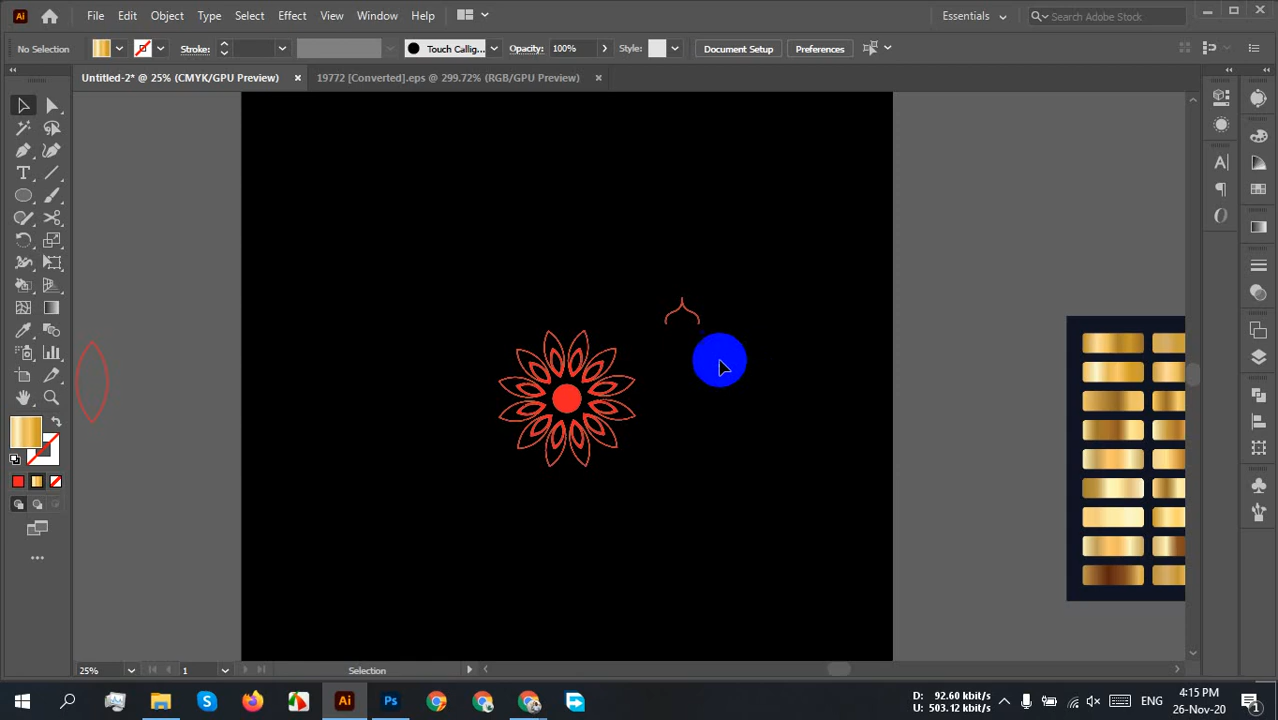 Ai File Edit Object Type Select Effect View Window Help Essentials Search Adobe Stock
No Selection Stroke: Touch Callig... Opacity: 100% Style: Document Setup Preferences
Untitled-2* @ 25% (CMYK/GPU Preview) × 19772 [Converted].eps @ 299.72% (RGB/GPU Preview) ×
25% 1 Selection
Ai Ps D: 92.60 kbit/s U: 503.12 kbit/s ENG 4:15 PM 26-Nov-20